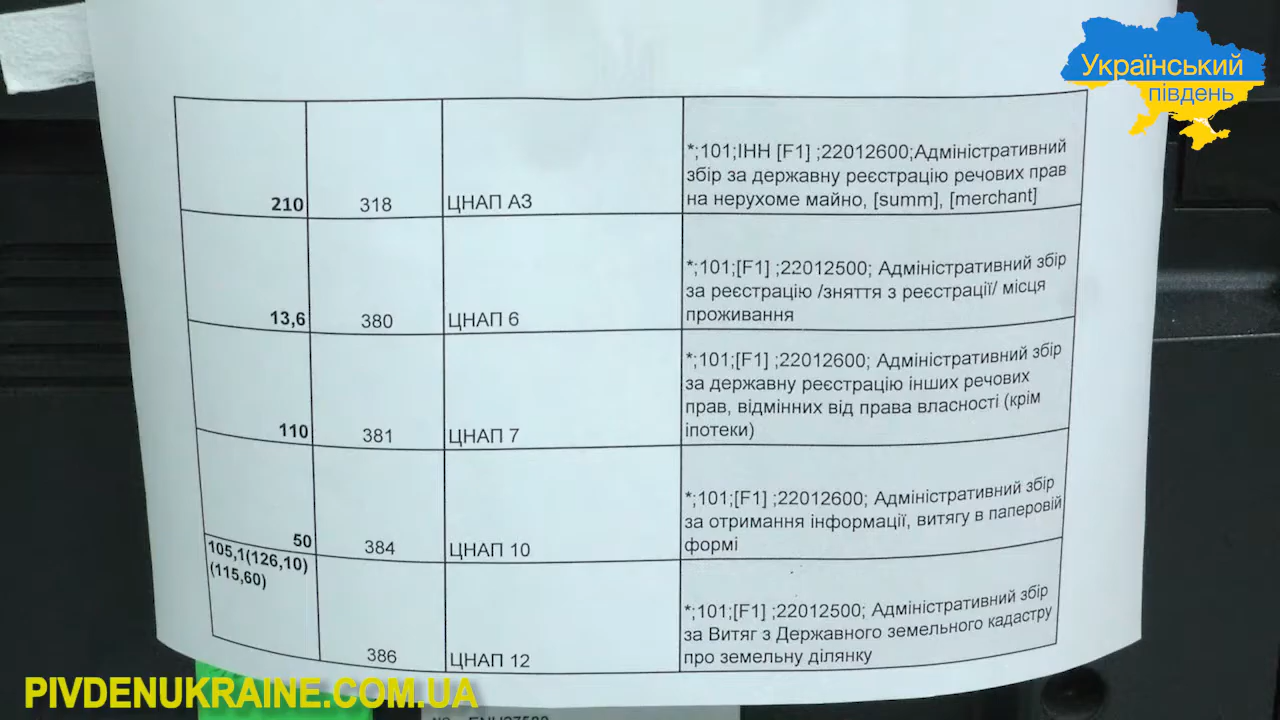 Український
південь
210
318
ЦНАП А3
*;101;ІНН [F1] ;22012600;Адміністративний
збір за державну реєстрацію речових прав
на нерухоме майно, [summ], [merchant]
13,6
380
ЦНАП 6
*;101;[F1] ;22012500; Адміністративний збір
за реєстрацію /зняття з реєстрації/ місця
проживання
110
381
ЦНАП 7
*;101;[F1] ;22012600; Адміністративний збір
за державну реєстрацію інших речових
прав, відмінних від права власності (крім
іпотеки)
50
384
ЦНАП 10
*;101;[F1] ;22012600; Адміністративний збір
за отримання інформації, витягу в паперовій
формі
105,1(126,10)
(115,60)
386
ЦНАП 12
*;101;[F1] ;22012500; Адміністративний збір
за Витяг з Державного земельного кадастру
про земельну ділянку
PIVDENUKRAINE.COM.UA